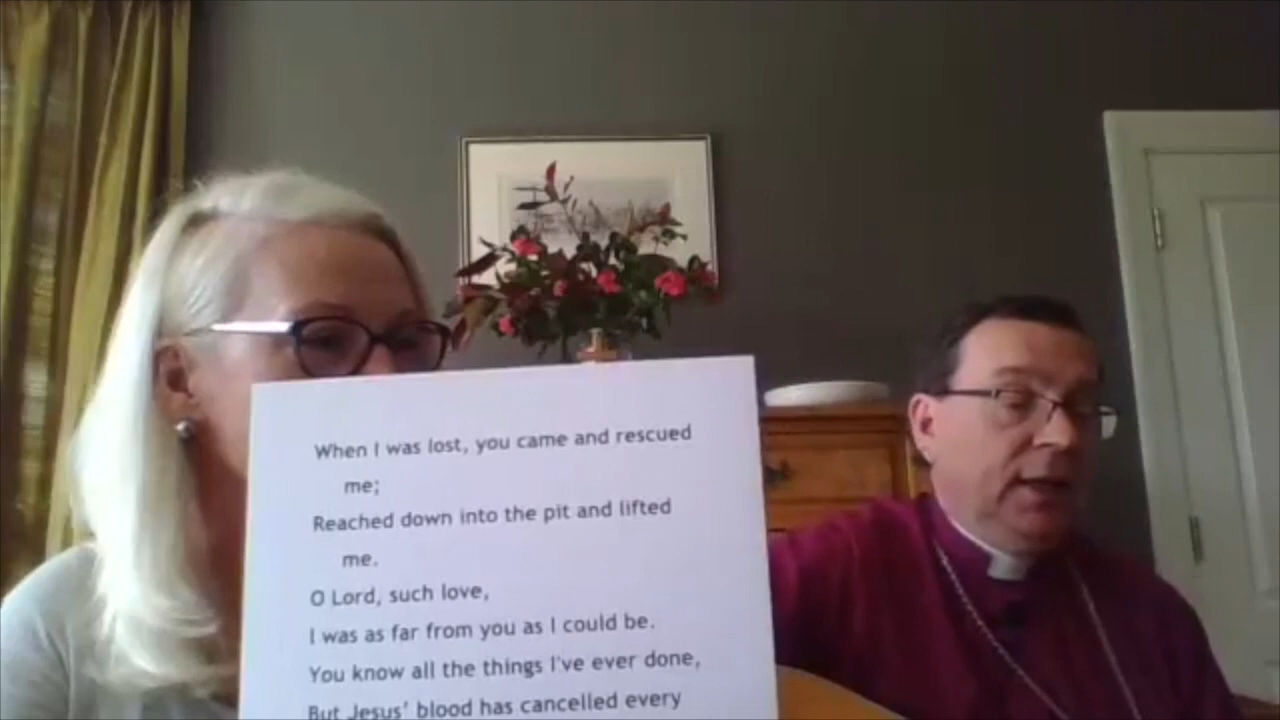 When I was lost, you came and rescued
me;
Reached down into the pit and lifted
me.
O Lord, such love,
I was as far from you as I could be.
You know all the things I've ever done,
But Jesus' blood has cancelled every